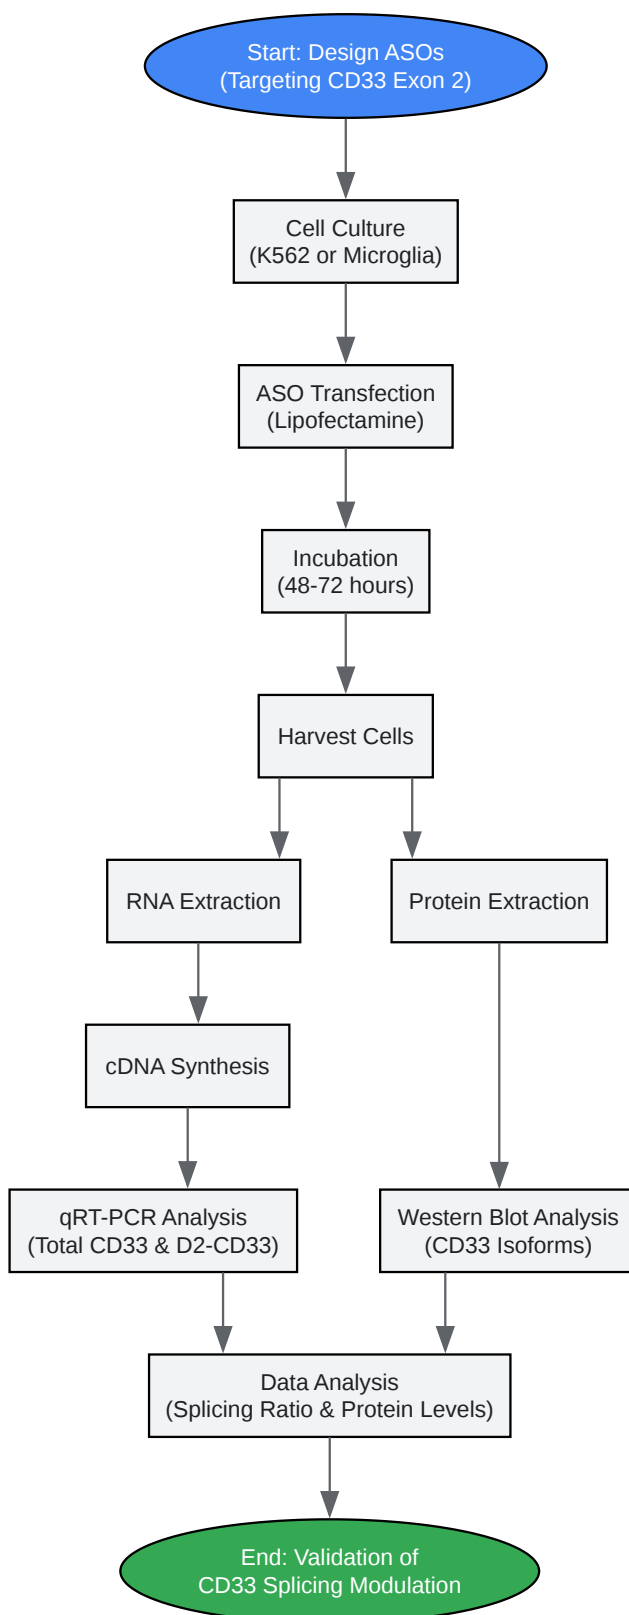 Start: Design ASOs
(Targeting CD33 Exon 2)
Cell Culture
(K562 or Microglia)
ASO Transfection
(Lipofectamine)
Incubation
(48-72 hours)
Harvest Cells
RNA Extraction
Protein Extraction
cDNA Synthesis
qRT-PCR Analysis
(Total CD33 & D2-CD33)
Western Blot Analysis
(CD33 Isoforms)
Data Analysis
(Splicing Ratio & Protein Levels)
End: Validation of
CD33 Splicing Modulation